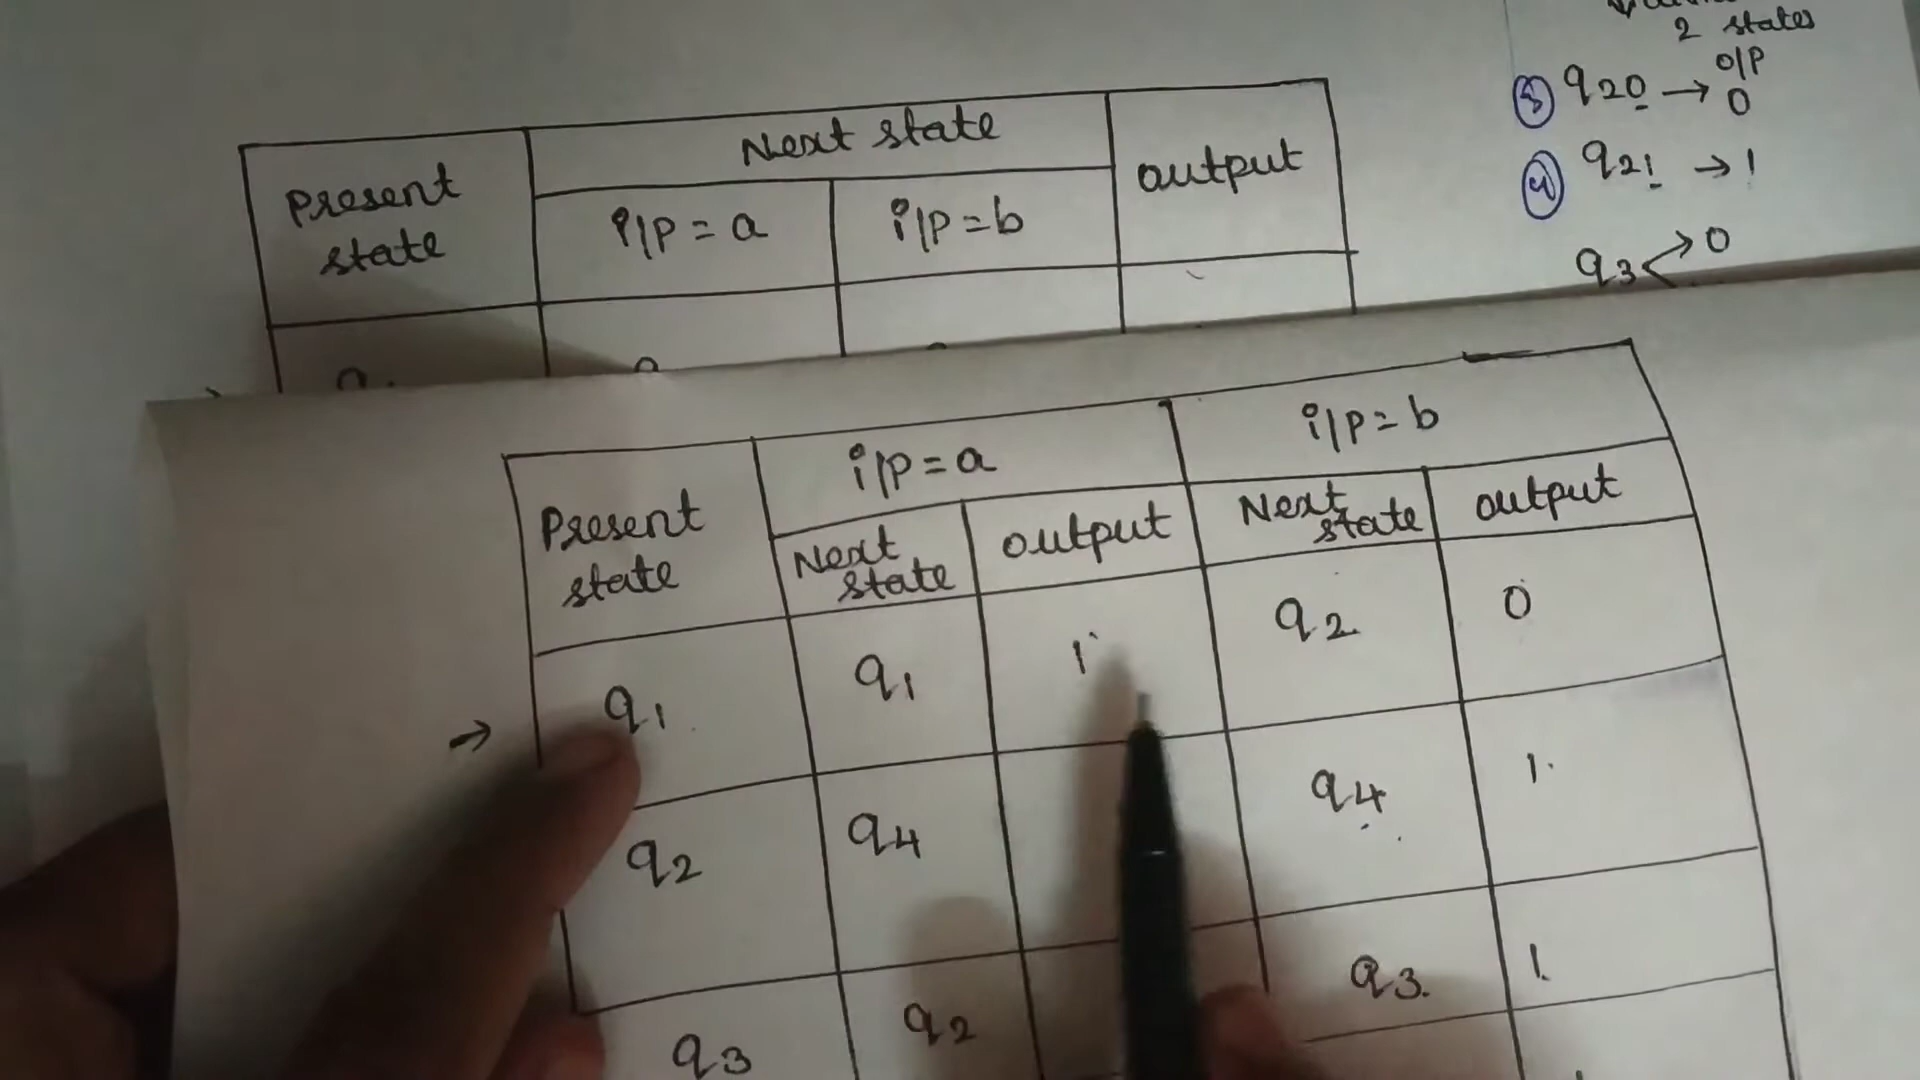 2 states
O/P
③ q20 → 0
④ q21 → 1
q3 → 0
Present state
Next state
i/p = a
i/p = b
output
Present state
i/p = a
i/p = b
Next state
output
Next state
output
→ q1 q1 1 q2 0
q2 q4 q4 1
q3 q2 q3 1